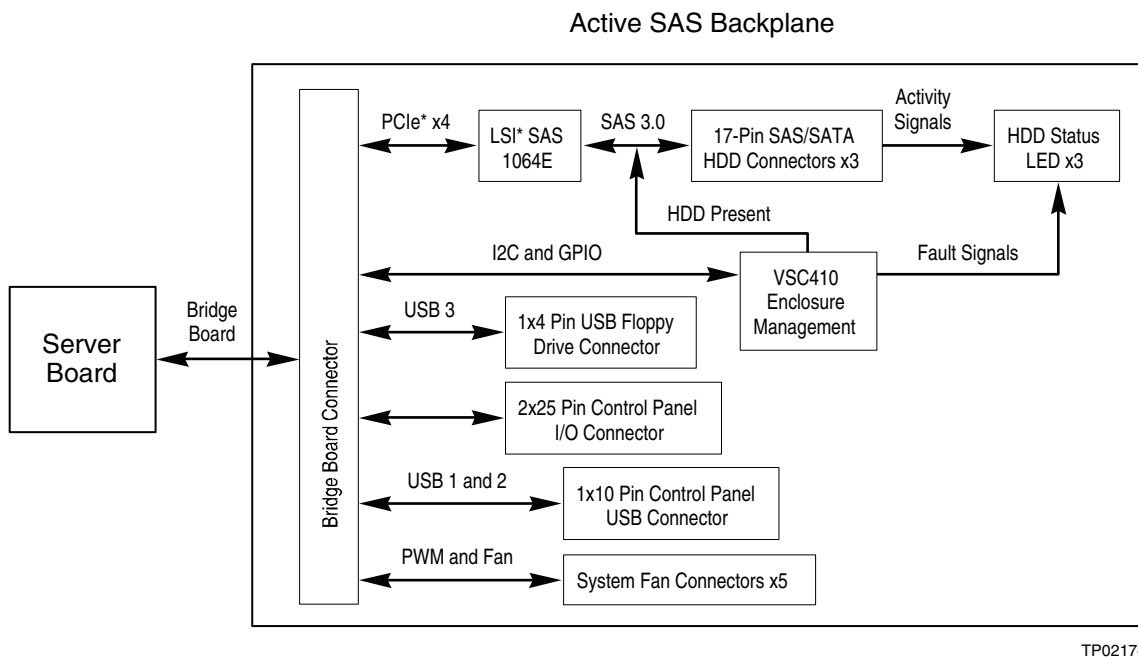 Active SAS Backplane
PCIe* x4
LSI* SAS
1064E
SAS 3.0
17-Pin SAS/SATA
HDD Connectors x3
Activity
Signals
HDD Status
LED x3
HDD Present
I2C and GPIO
VSC410
Enclosure
Management
Fault Signals
Server
Board
Bridge
Board
Bridge Board Connector
USB 3
1x4 Pin USB Floppy
Drive Connector
2x25 Pin Control Panel
I/O Connector
USB 1 and 2
1x10 Pin Control Panel
USB Connector
PWM and Fan
System Fan Connectors x5